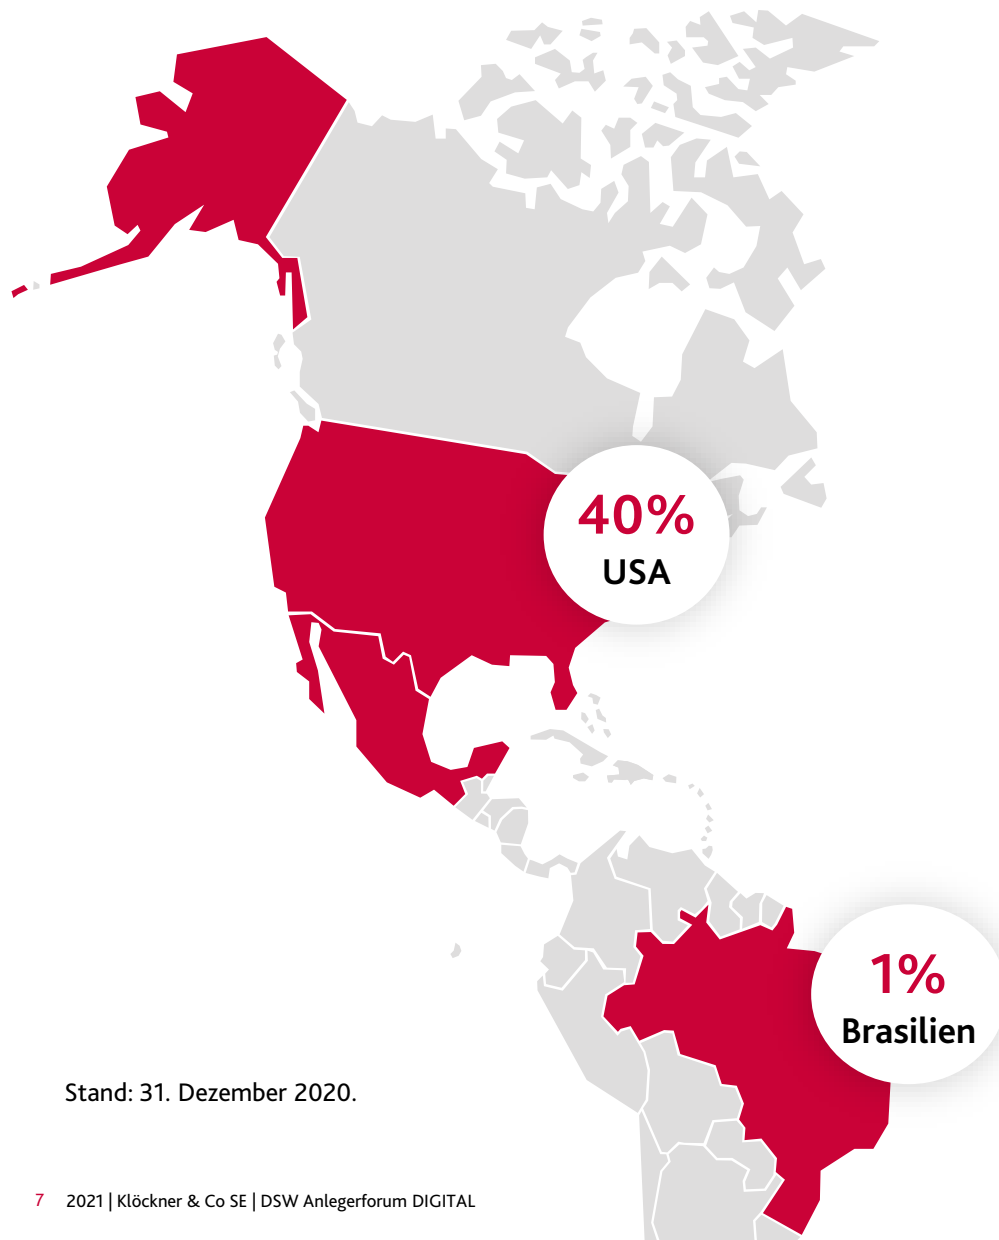 40%
USA
1%
Brasilien
Stand: 31. Dezember 2020.
7 2021 | Klöckner & Co SE | DSW Anlegerforum DIGITAL